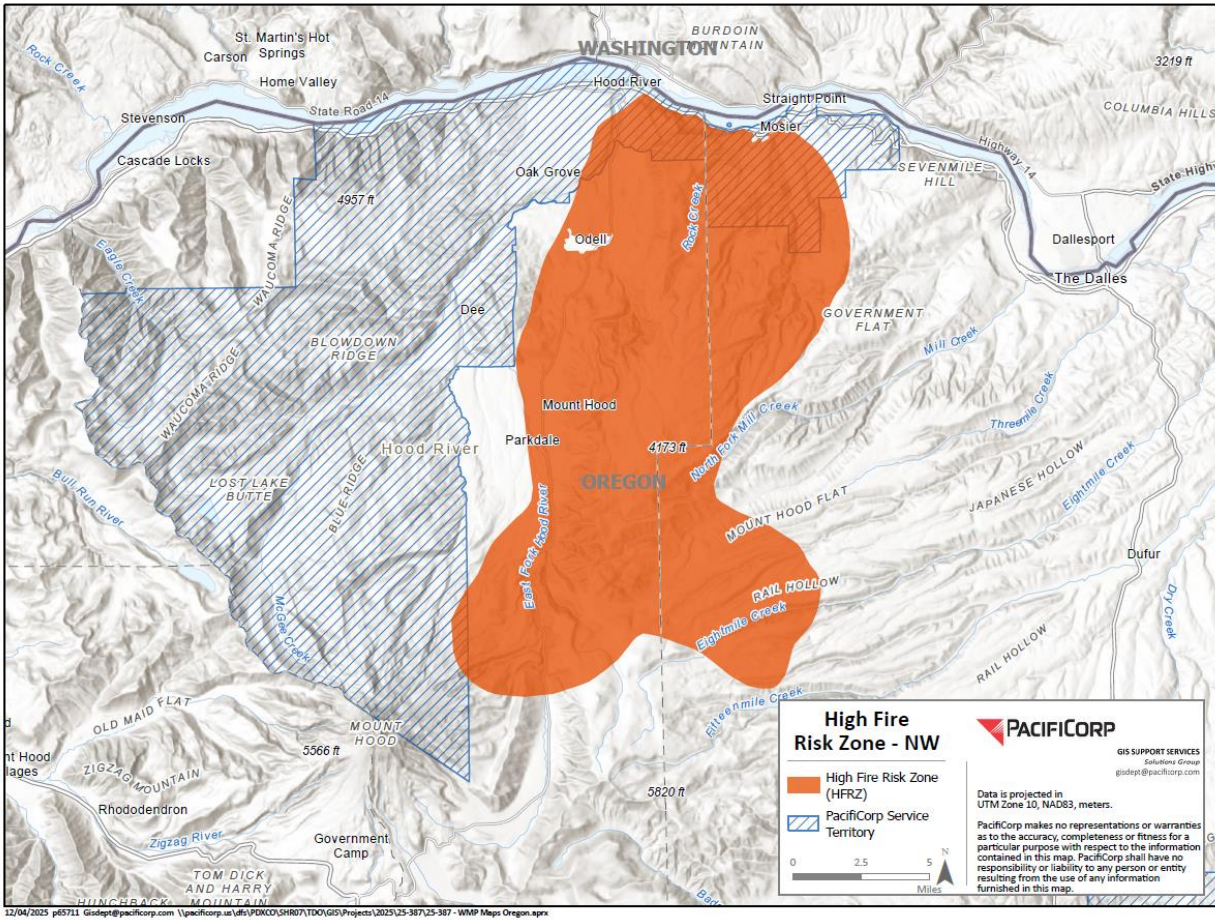 BURDOIN
MOUNTAIN
WASHINGTON
St. Martin's Hot
Springs
Carson
Rock Creek
Home Valley
Hood River
3219 ft
State Road 14
Straight Point
COLUMBIA HILLS
Stevenson
Mosier
Highway 14
Cascade Locks
SEVENMILE
HILL
State High
Oak Grove
4957 ft
Rock Creek
WAUCOMA RIDGE
Eagle Creek
Odell
Dallesport
The Dalles
Dee
GOVERNMENT
FLAT
BLOWDOWN
RIDGE
Mill Creek
WAUCOMA RIDGE
Mount Hood
North Fork Mill Creek
Threemile Creek
Parkdale
Hood River
4173 ft
OREGON
LOST LAKE
BUTTE
BLUE RIDGE
JAPANESE HOLLOW
Eightmile Creek
MOUNT HOOD FLAT
Bull Run River
East Fork Hood River
Dufur
RAIL HOLLOW
Eightmile Creek
Dry Creek
McGee Creek
RAIL HOLLOW
Fifteenmile Creek
OLD MAID FLAT
MOUNT
HOOD
5566 ft
nt Hood
lages
ZIGZAG MOUNTAIN
5820 ft
Rhododendron
Zigzag River
Government
Camp
TOM DICK
AND HARRY
MOUNTAIN
HUNCHBACK
High Fire
Risk Zone - NW
High Fire Risk Zone
(HFRZ)
PacifiCorp Service
Territory
0 2.5 5
Miles
N
PACIFICORP
GIS SUPPORT SERVICES
Solutions Group
gisdept@pacificorp.com
Data is projected in
UTM Zone 10, NAD83, meters.
PacifiCorp makes no representations or warranties
as to the accuracy, completeness or fitness for a
particular purpose with respect to the information
contained in this map. PacifiCorp shall have no
responsibility or liability to any person or entity
resulting from the use of any information
furnished in this map.
12/04/2025 p65711 Gisdept@pacificorp.com \\pacificorp.us\dfs\PDXCO\SHR07\TDO\GIS\Projects\2025\25-387\25-387 - WMP Maps Oregon.aprx